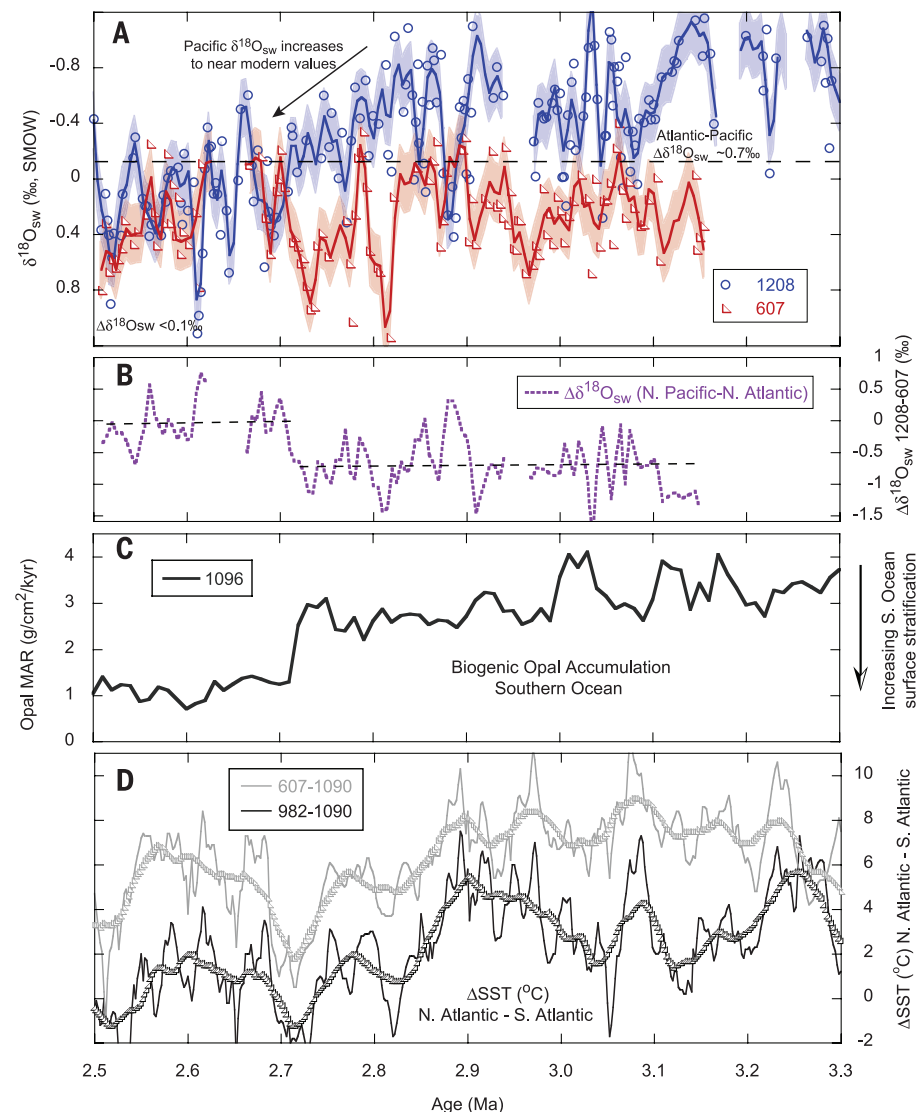 A
Pacific δ18Osw increases
to near modern values
Atlantic-Pacific
Δδ18Osw ~0.7‰
Δδ18Osw <0.1‰
1208
607
-0.8
-0.4
0
0.4
0.8
δ18Osw (‰, SMOW)
B
Δδ18Osw (N. Pacific-N. Atlantic)
1
0.5
0
-0.5
-1
-1.5
Δδ18Osw 1208-607 (‰)
C
1096
Biogenic Opal Accumulation
Southern Ocean
4
3
2
1
0
Opal MAR (g/cm2/kyr)
Increasing S. Ocean
surface stratification
D
607-1090
982-1090
ΔSST (oC)
N. Atlantic - S. Atlantic
10
8
6
4
2
0
-2
ΔSST (oC) N. Atlantic - S. Atlantic
2.5
2.6
2.7
2.8
2.9
3.0
3.1
3.2
3.3
Age (Ma)